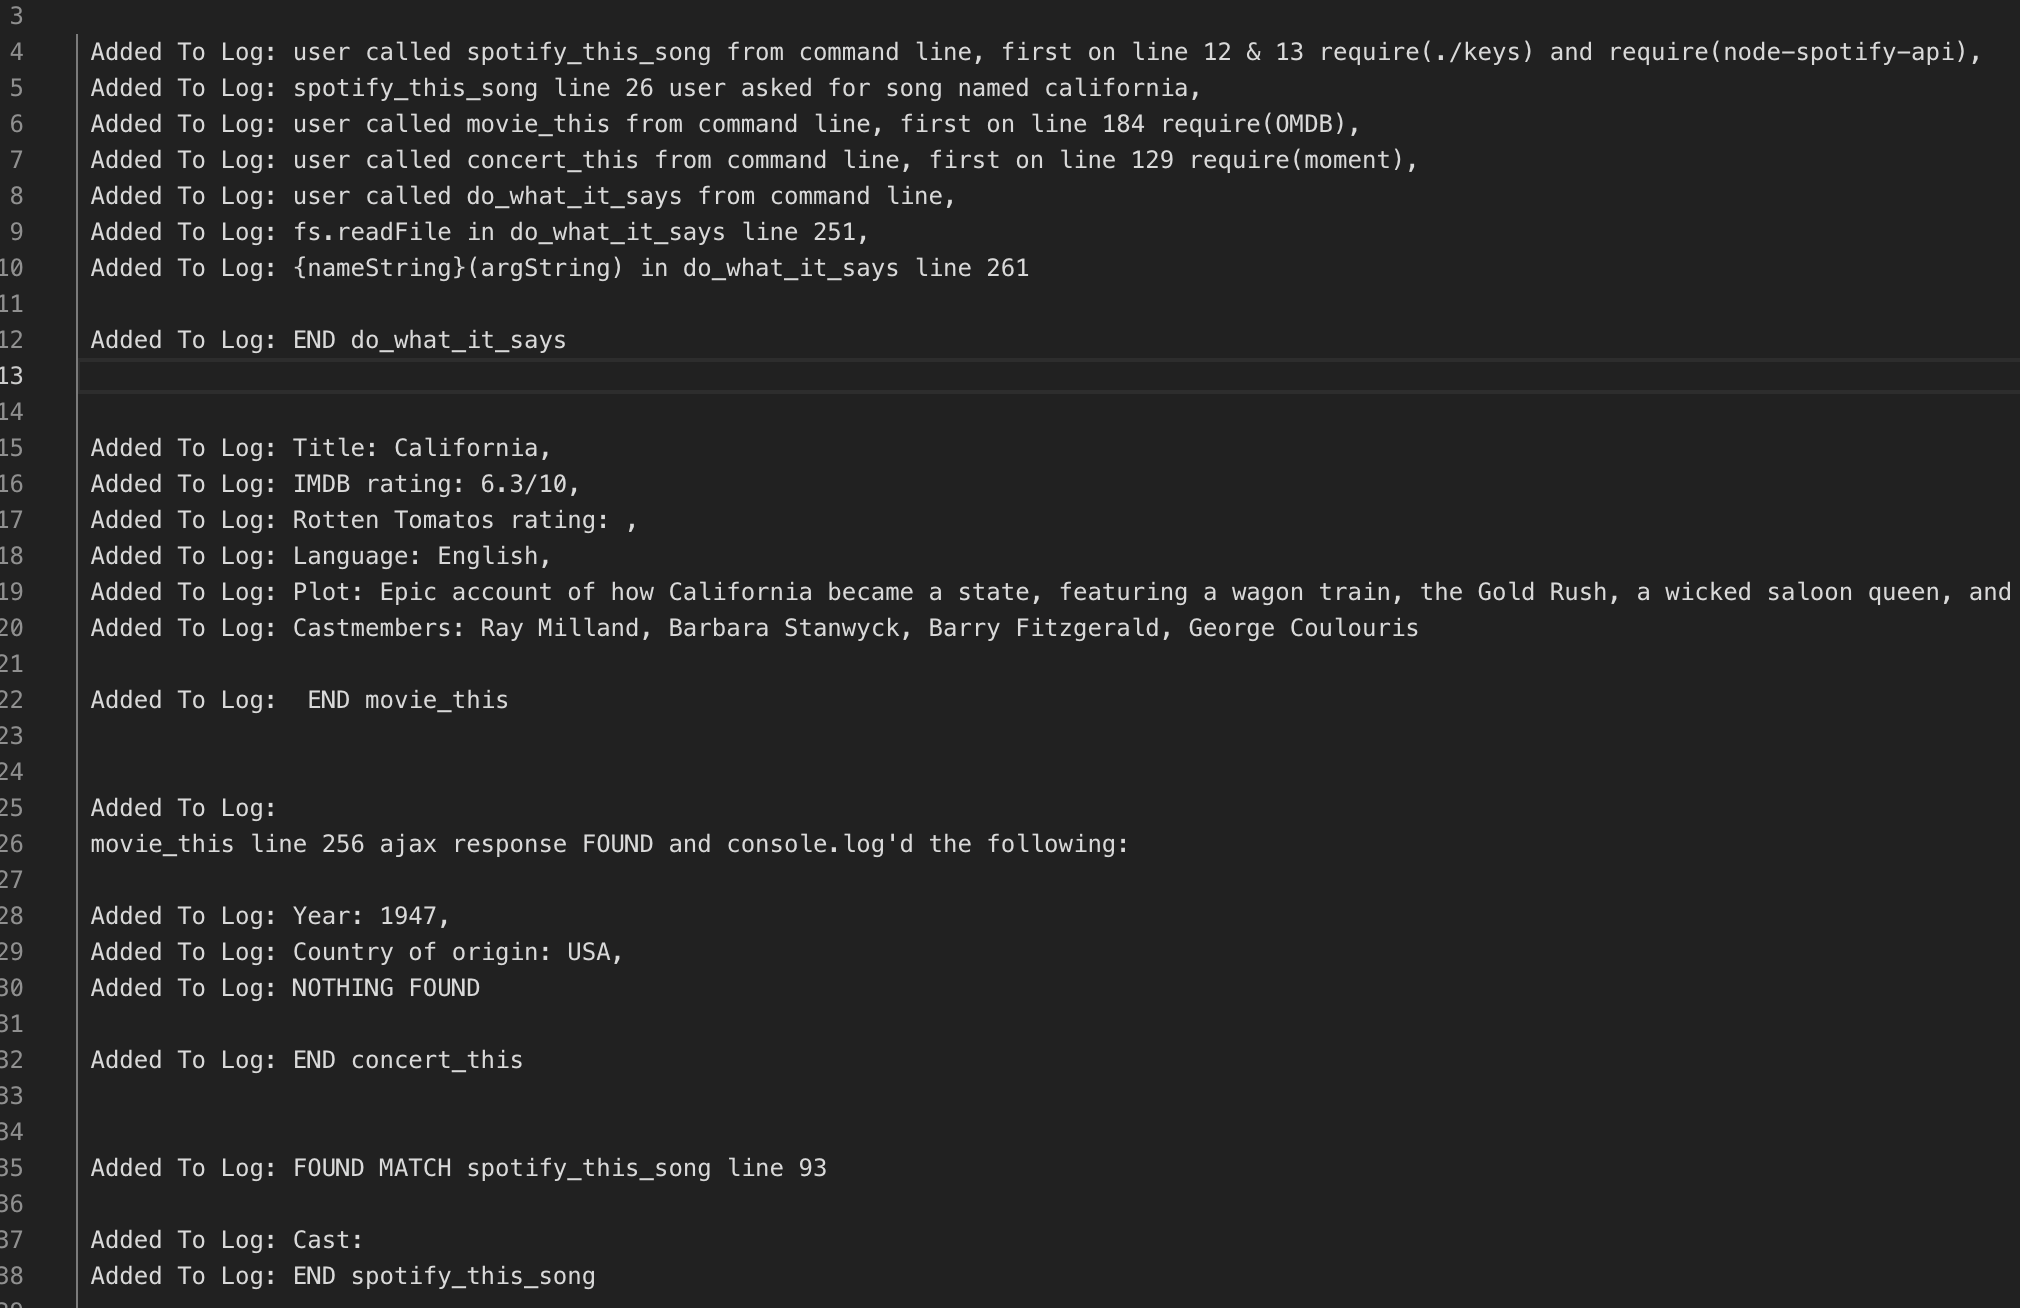 3
4 Added To Log: user called spotify_this_song from command line, first on line 12 & 13 require(./keys) and require(node-spotify-api),
5 Added To Log: spotify_this_song line 26 user asked for song named california,
6 Added To Log: user called movie_this from command line, first on line 184 require(OMDB),
7 Added To Log: user called concert_this from command line, first on line 129 require(moment),
8 Added To Log: user called do_what_it_says from command line,
9 Added To Log: fs.readFile in do_what_it_says line 251,
10 Added To Log: {nameString}(argString) in do_what_it_says line 261
11
12 Added To Log: END do_what_it_says
13
14
15 Added To Log: Title: California,
16 Added To Log: IMDB rating: 6.3/10,
17 Added To Log: Rotten Tomatos rating: ,
18 Added To Log: Language: English,
19 Added To Log: Plot: Epic account of how California became a state, featuring a wagon train, the Gold Rush, a wicked saloon queen, and
20 Added To Log: Castmembers: Ray Milland, Barbara Stanwyck, Barry Fitzgerald, George Coulouris
21
22 Added To Log:  END movie_this
23
24
25 Added To Log:
26 movie_this line 256 ajax response FOUND and console.log'd the following:
27
28 Added To Log: Year: 1947,
29 Added To Log: Country of origin: USA,
30 Added To Log: NOTHING FOUND
31
32 Added To Log: END concert_this
33
34
35 Added To Log: FOUND MATCH spotify_this_song line 93
36
37 Added To Log: Cast:
38 Added To Log: END spotify_this_song